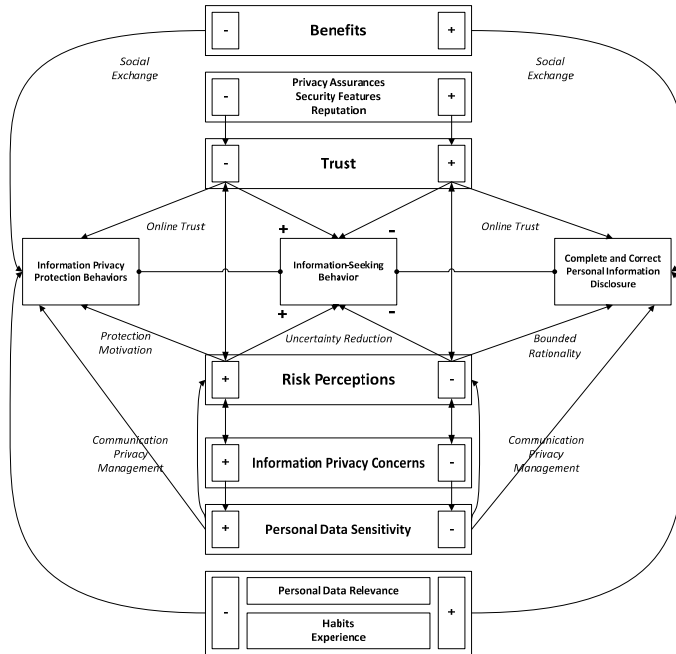 - Benefits +
Social
Exchange
Social
Exchange
- Privacy Assurances +
Security Features
Reputation
- Trust +
Online Trust
+
-
Online Trust
Information Privacy
Protection Behaviors
Information-Seeking
Behavior
Complete and Correct
Personal Information
Disclosure
+
-
Protection
Motivation
Uncertainty Reduction
Bounded
Rationality
+ Risk Perceptions -
Communication
Privacy
Management
Communication
Privacy
Management
+ Information Privacy Concerns -
+ Personal Data Sensitivity -
- Personal Data Relevance +
Habits
Experience